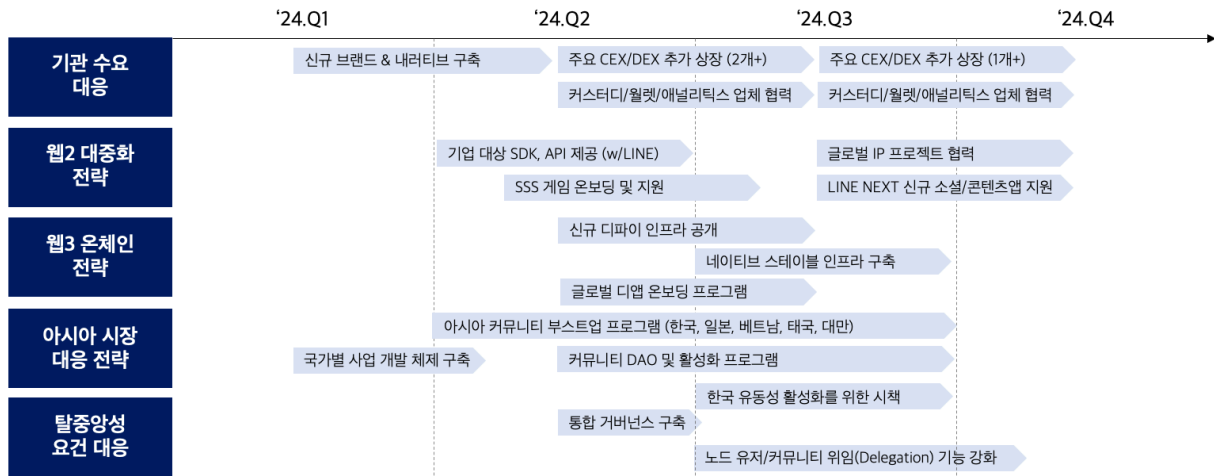 ‘24.Q1
‘24.Q2
‘24.Q3
‘24.Q4
기관 수요
대응
신규 브랜드 & 내러티브 구축
주요 CEX/DEX 추가 상장 (2개+)
주요 CEX/DEX 추가 상장 (1개+)
커스터디/월렛/애널리틱스 업체 협력
커스터디/월렛/애널리틱스 업체 협력
웹2 대중화
전략
기업 대상 SDK, API 제공 (w/LINE)
글로벌 IP 프로젝트 협력
SSS 게임 온보딩 및 지원
LINE NEXT 신규 소셜/콘텐츠앱 지원
웹3 온체인
전략
신규 디파이 인프라 공개
네이티브 스테이블 인프라 구축
글로벌 디앱 온보딩 프로그램
아시아 시장
대응 전략
아시아 커뮤니티 부스트업 프로그램 (한국, 일본, 베트남, 태국, 대만)
국가별 사업 개발 체제 구축
커뮤니티 DAO 및 활성화 프로그램
한국 유동성 활성화를 위한 시책
탈중앙성
요건 대응
통합 거버넌스 구축
노드 유저/커뮤니티 위임(Delegation) 기능 강화